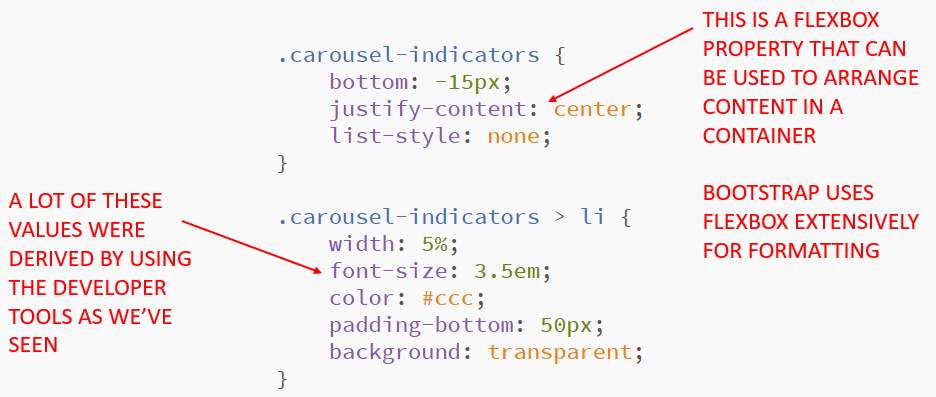 .carousel-indicators {
bottom: -15px;
justify-content: center;
list-style: none;
}
THIS IS A FLEXBOX
PROPERTY THAT CAN
BE USED TO ARRANGE
CONTENT IN A
CONTAINER
A LOT OF THESE
VALUES WERE
DERIVED BY USING
THE DEVELOPER
TOOLS AS WE’VE
SEEN
.carousel-indicators > li {
width: 5%;
font-size: 3.5em;
color: #ccc;
padding-bottom: 50px;
background: transparent;
}
BOOTSTRAP USES
FLEXBOX EXTENSIVELY
FOR FORMATTING